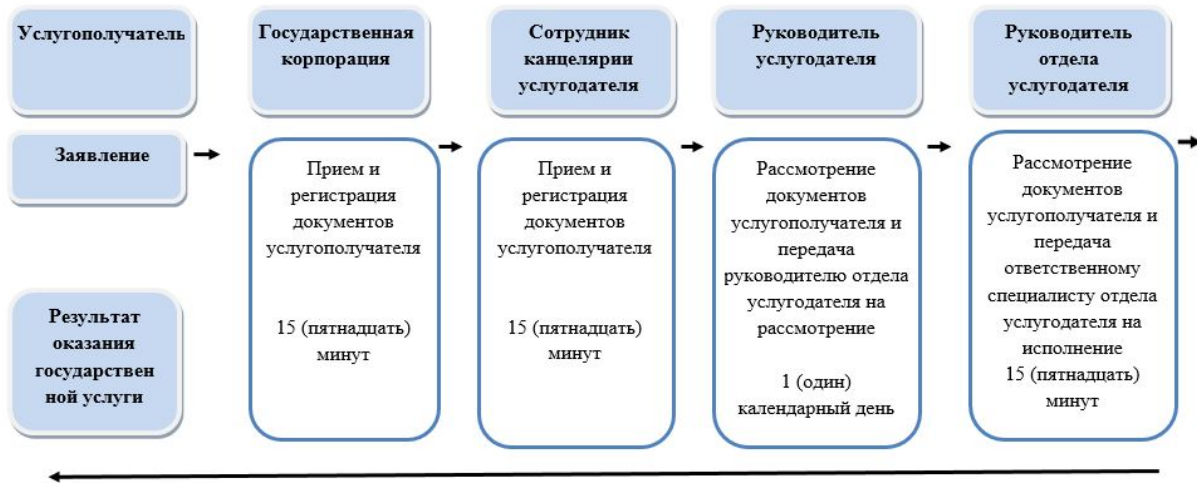 Услугополучатель
Государственная
корпорация
Сотрудник
канцелярии
услугодателя
Руководитель
услугодателя
Руководитель
отдела
услугодателя
Заявление
Прием и
регистрация
документов
услугополучателя
15 (пятнадцать)
минут
Прием и
регистрация
документов
услугополучателя
15 (пятнадцать)
минут
Рассмотрение
документов
услугополучателя и
передача
руководителю отдела
услугодателя на
рассмотрение
1 (один)
календарный день
Рассмотрение
документов
услугополучателя и
передача
ответственному
специалисту отдела
услугодателя на
исполнение
15 (пятнадцать)
минут
Результат
оказания
государствен
ной услуги